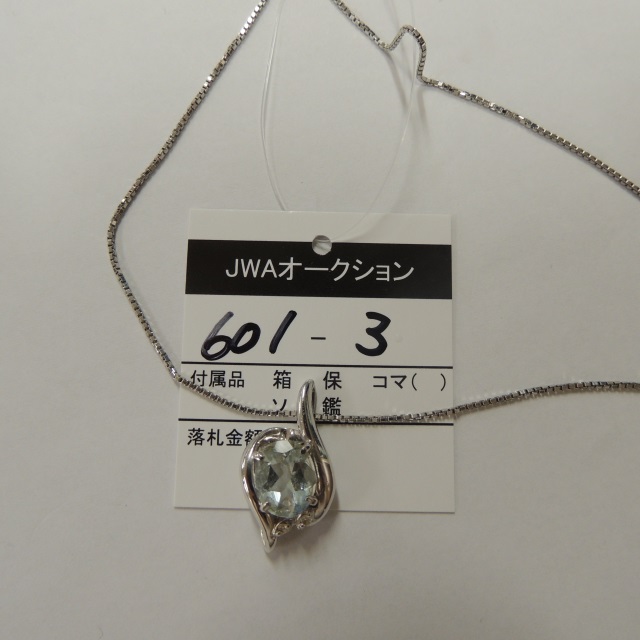 JWAオークション
601 - 3
付属品 箱 保 コマ( )
ソ 鑑
落札金額